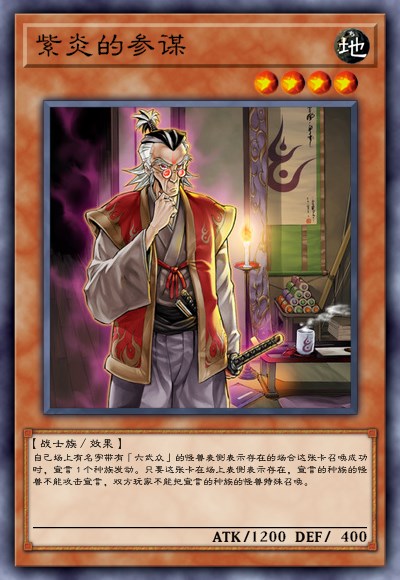 紫炎的参谋
地
【战士族／效果】
自己场上有名字带有「六武众」的怪兽表侧表示存在的场合这张卡召唤成功
时，宣言1个种族发动。只要这张卡在场上表侧表示存在，宣言的种族的怪
兽不能攻击宣言，双方玩家不能把宣言的种族的怪兽特殊召唤。
ATK/1200 DEF/ 400